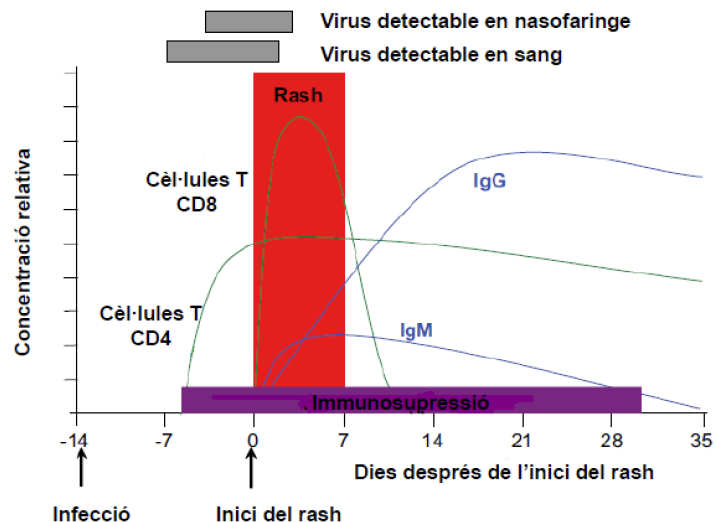 Virus detectable en nasofaringe
Virus detectable en sang
Rash
Cèl·lules T
CD8
IgG
Cèl·lules T
CD4
IgM
Immunosupressió
Concentració relativa
-14 -7 0 7 14 21 28 35
Dies després de l'inici del rash
Infecció
Inici del rash